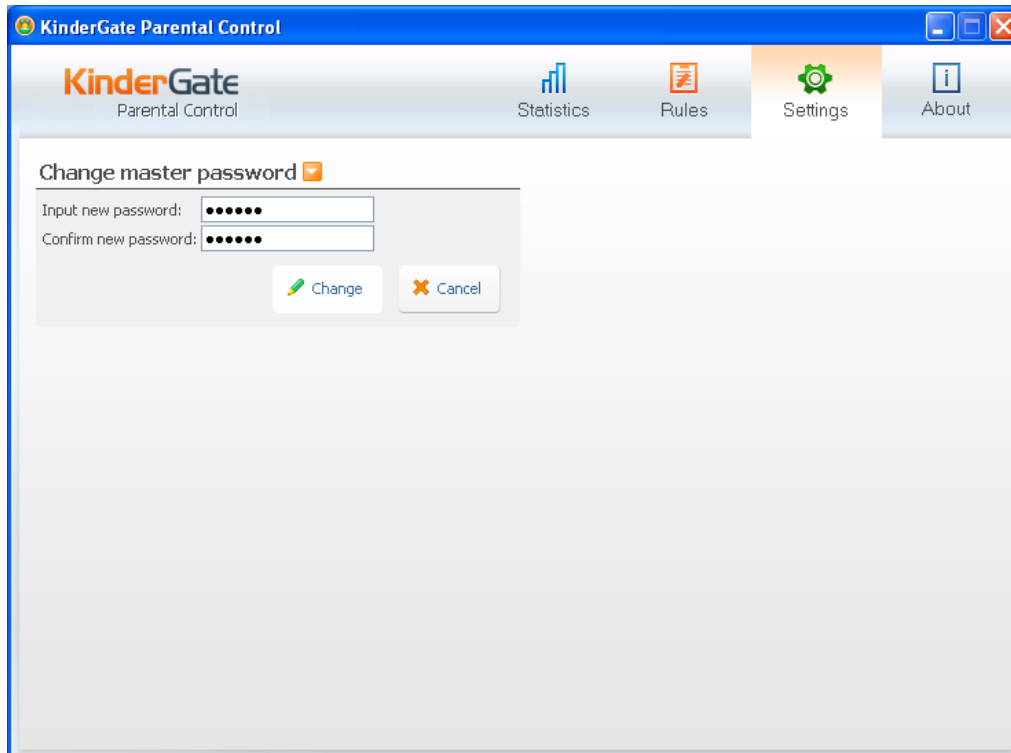 KinderGate Parental Control
KinderGate
Parental Control
Statistics
Rules
Settings
About
Change master password
Input new password: ••••••
Confirm new password: ••••••
Change
Cancel